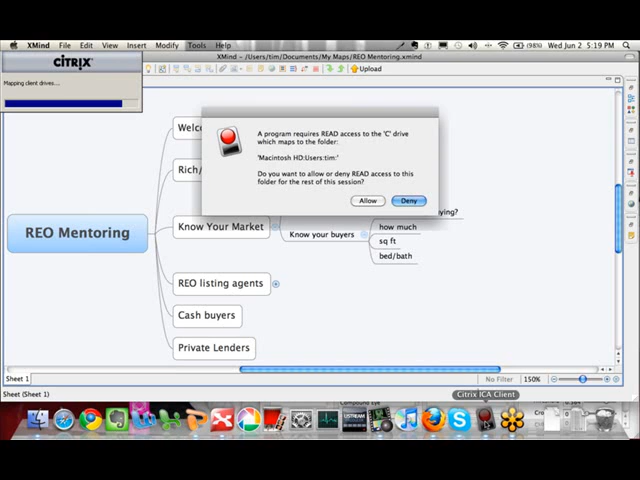 XMind File Edit View Insert Modify Tools Help (98%) Wed Jun 2 5:19 PM
XMind – /Users/tim/Documents/My Maps/REO Mentoring.xmind
CITRIX
Mapping client drives...
Upload
A program requires READ access to the 'C' drive
which maps to the folder:
'Macintosh HD:Users:tim:'
Do you want to allow or deny READ access to this
folder for the rest of this session?
Allow Deny
Welc
Rich/
REO Mentoring
Know Your Market
Know your buyers
ying?
how much
sq ft
bed/bath
REO listing agents
Cash buyers
Private Lenders
Sheet 1
No Filter 150%
Sheet (Sheet 1)
Citrix ICA Client